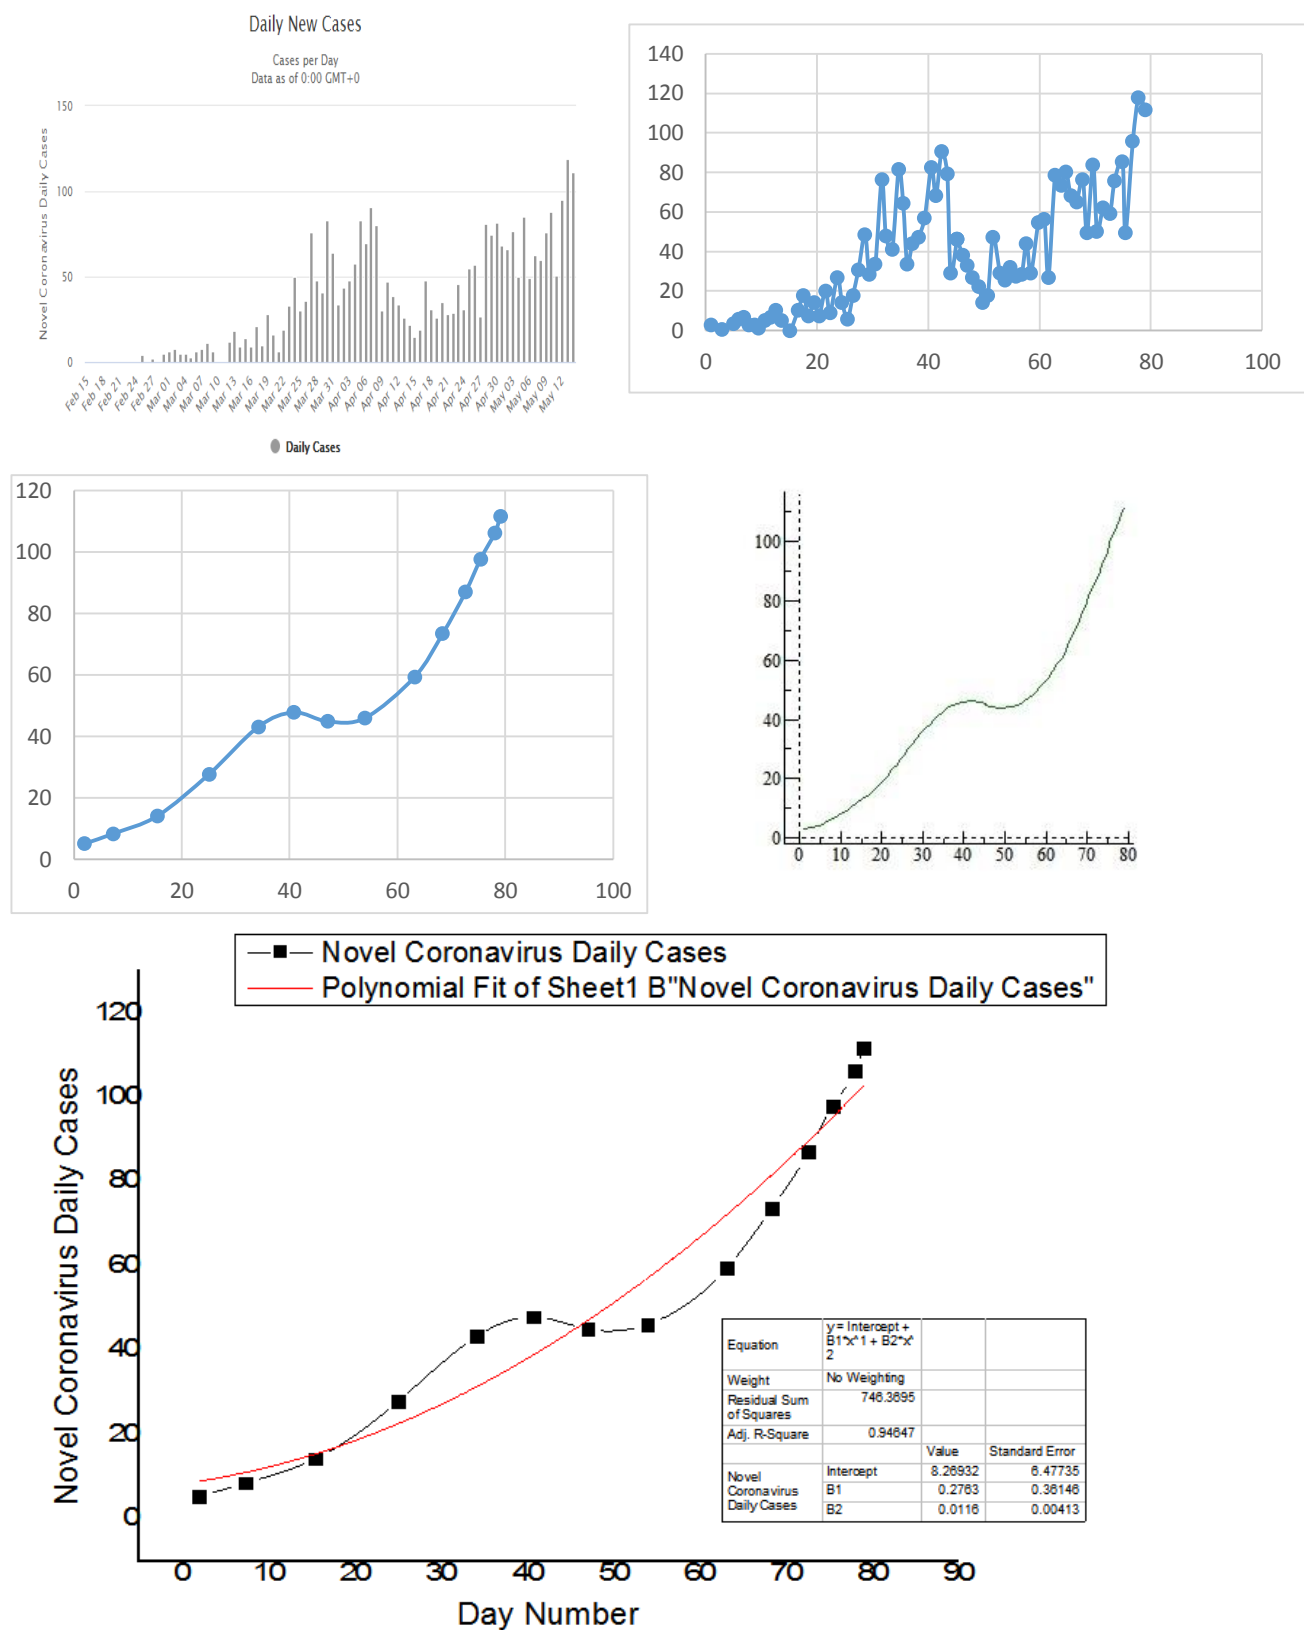 Daily New Cases
Cases per Day
Data as of 0:00 GMT+0
Novel Coronavirus Daily Cases
150
100
50
0
Feb 15
Feb 18
Feb 21
Feb 24
Feb 27
Mar 01
Mar 04
Mar 07
Mar 10
Mar 13
Mar 16
Mar 19
Mar 22
Mar 25
Mar 28
Mar 31
Apr 03
Apr 06
Apr 09
Apr 12
Apr 15
Apr 18
Apr 21
Apr 24
Apr 27
Apr 30
May 03
May 06
May 09
May 12
Daily Cases
140
120
100
80
60
40
20
0
0 20 40 60 80 100
120
100
80
60
40
20
0
0 20 40 60 80 100
100
80
60
40
20
0
0 10 20 30 40 50 60 70 80
Novel Coronavirus Daily Cases
Polynomial Fit of Sheet1 B"Novel Coronavirus Daily Cases"
Novel Coronavirus Daily Cases
120
100
80
60
40
20
0
0 10 20 30 40 50 60 70 80 90
Day Number
Equation
y = Intercept +
B1*x^1 + B2*x^
2
Weight No Weighting
Residual Sum
of Squares
746.3695
Adj. R-Square 0.94647
Value Standard Error
Novel
Coronavirus
Daily Cases
Intercept 8.26932 6.47735
B1 0.2763 0.36146
B2 0.0116 0.00413